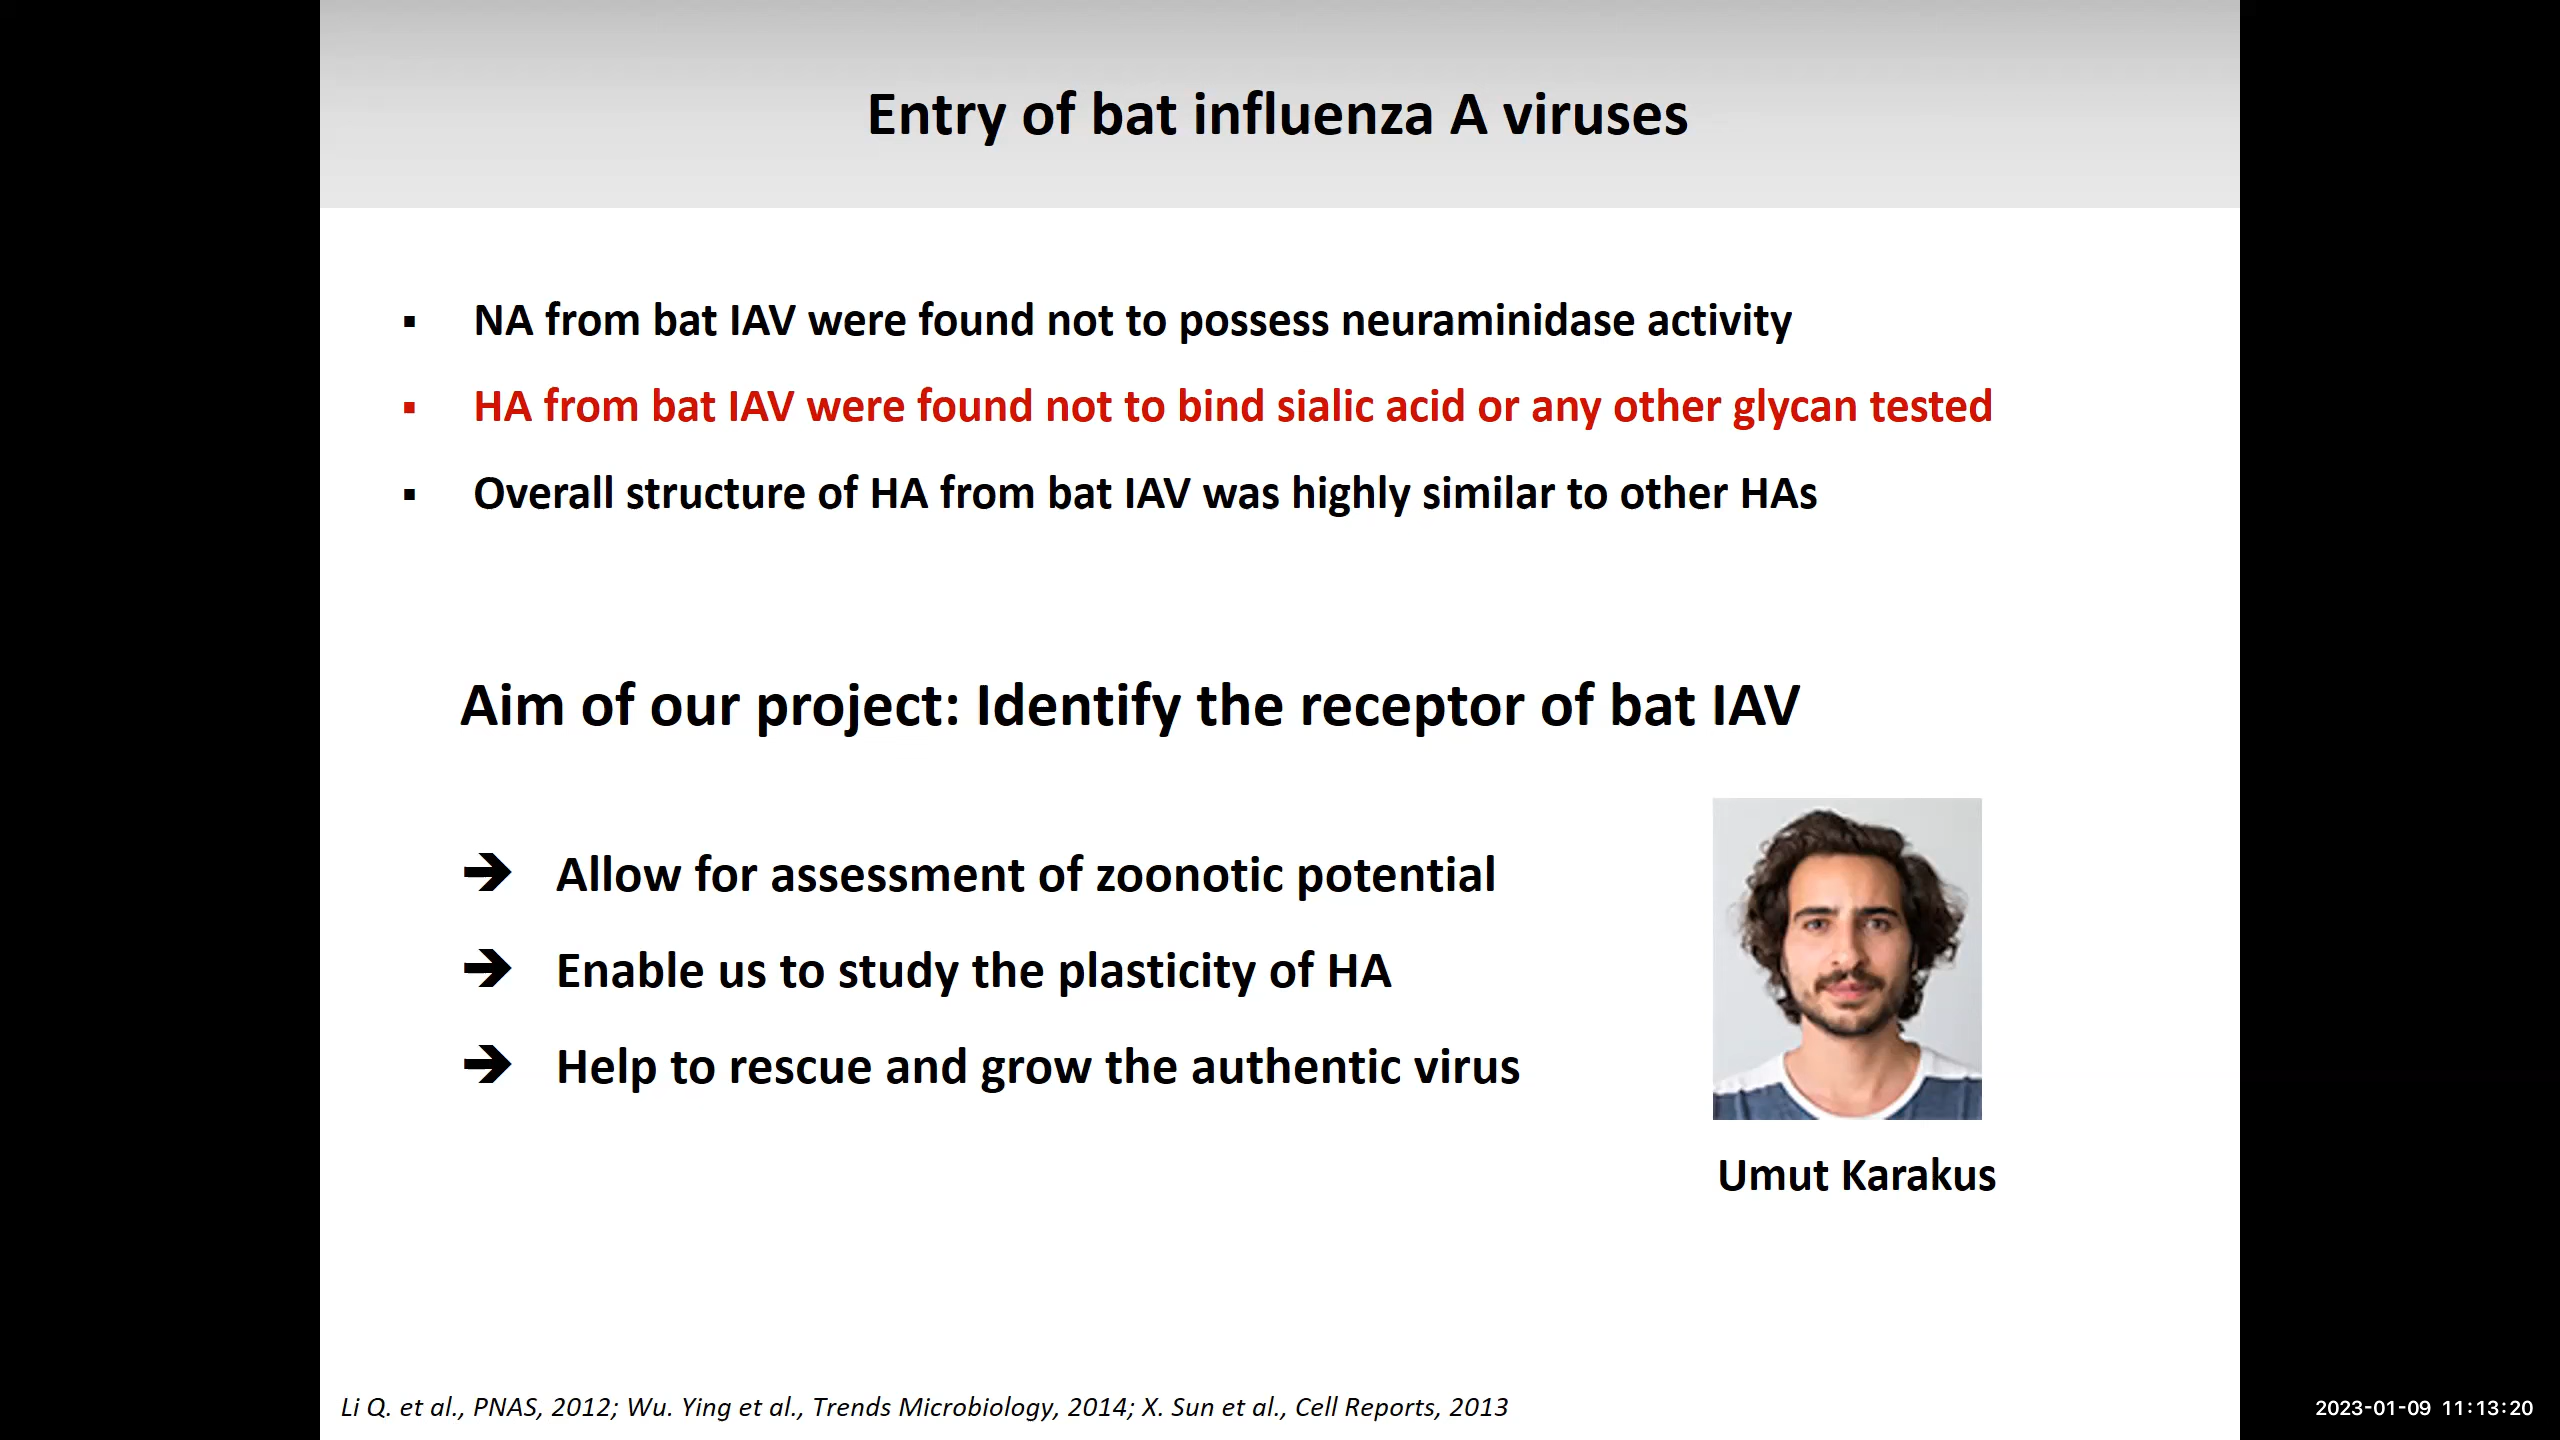 Entry of bat influenza A viruses
▪ NA from bat IAV were found not to possess neuraminidase activity
▪ HA from bat IAV were found not to bind sialic acid or any other glycan tested
▪ Overall structure of HA from bat IAV was highly similar to other HAs
Aim of our project: Identify the receptor of bat IAV
➔ Allow for assessment of zoonotic potential
➔ Enable us to study the plasticity of HA
➔ Help to rescue and grow the authentic virus
Umut Karakus
Li Q. et al., PNAS, 2012; Wu. Ying et al., Trends Microbiology, 2014; X. Sun et al., Cell Reports, 2013
2023-01-09 11:13:20